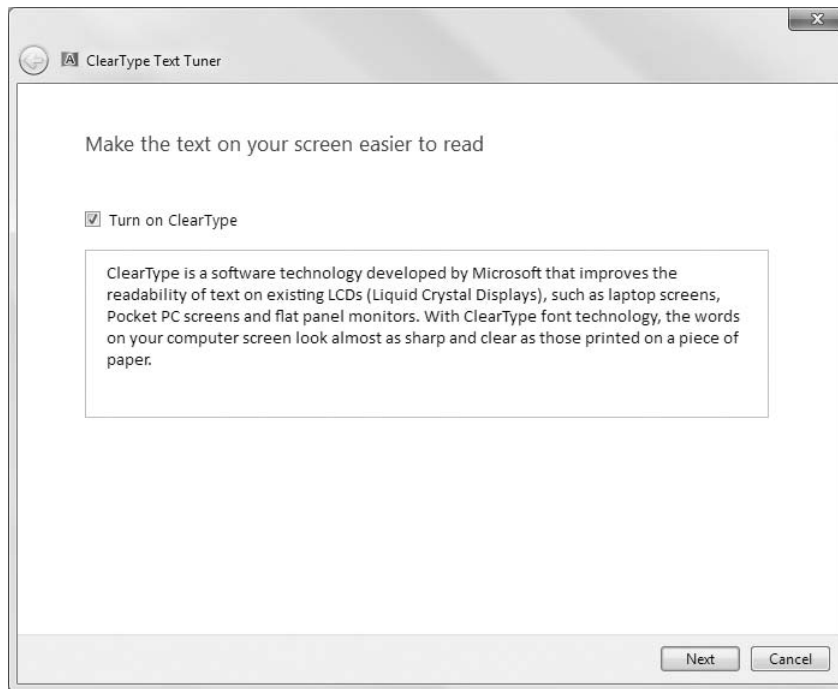 ClearType Text Tuner
Make the text on your screen easier to read
Turn on ClearType
ClearType is a software technology developed by Microsoft that improves the
readability of text on existing LCDs (Liquid Crystal Displays), such as laptop screens,
Pocket PC screens and flat panel monitors. With ClearType font technology, the words
on your computer screen look almost as sharp and clear as those printed on a piece of
paper.
Next
Cancel